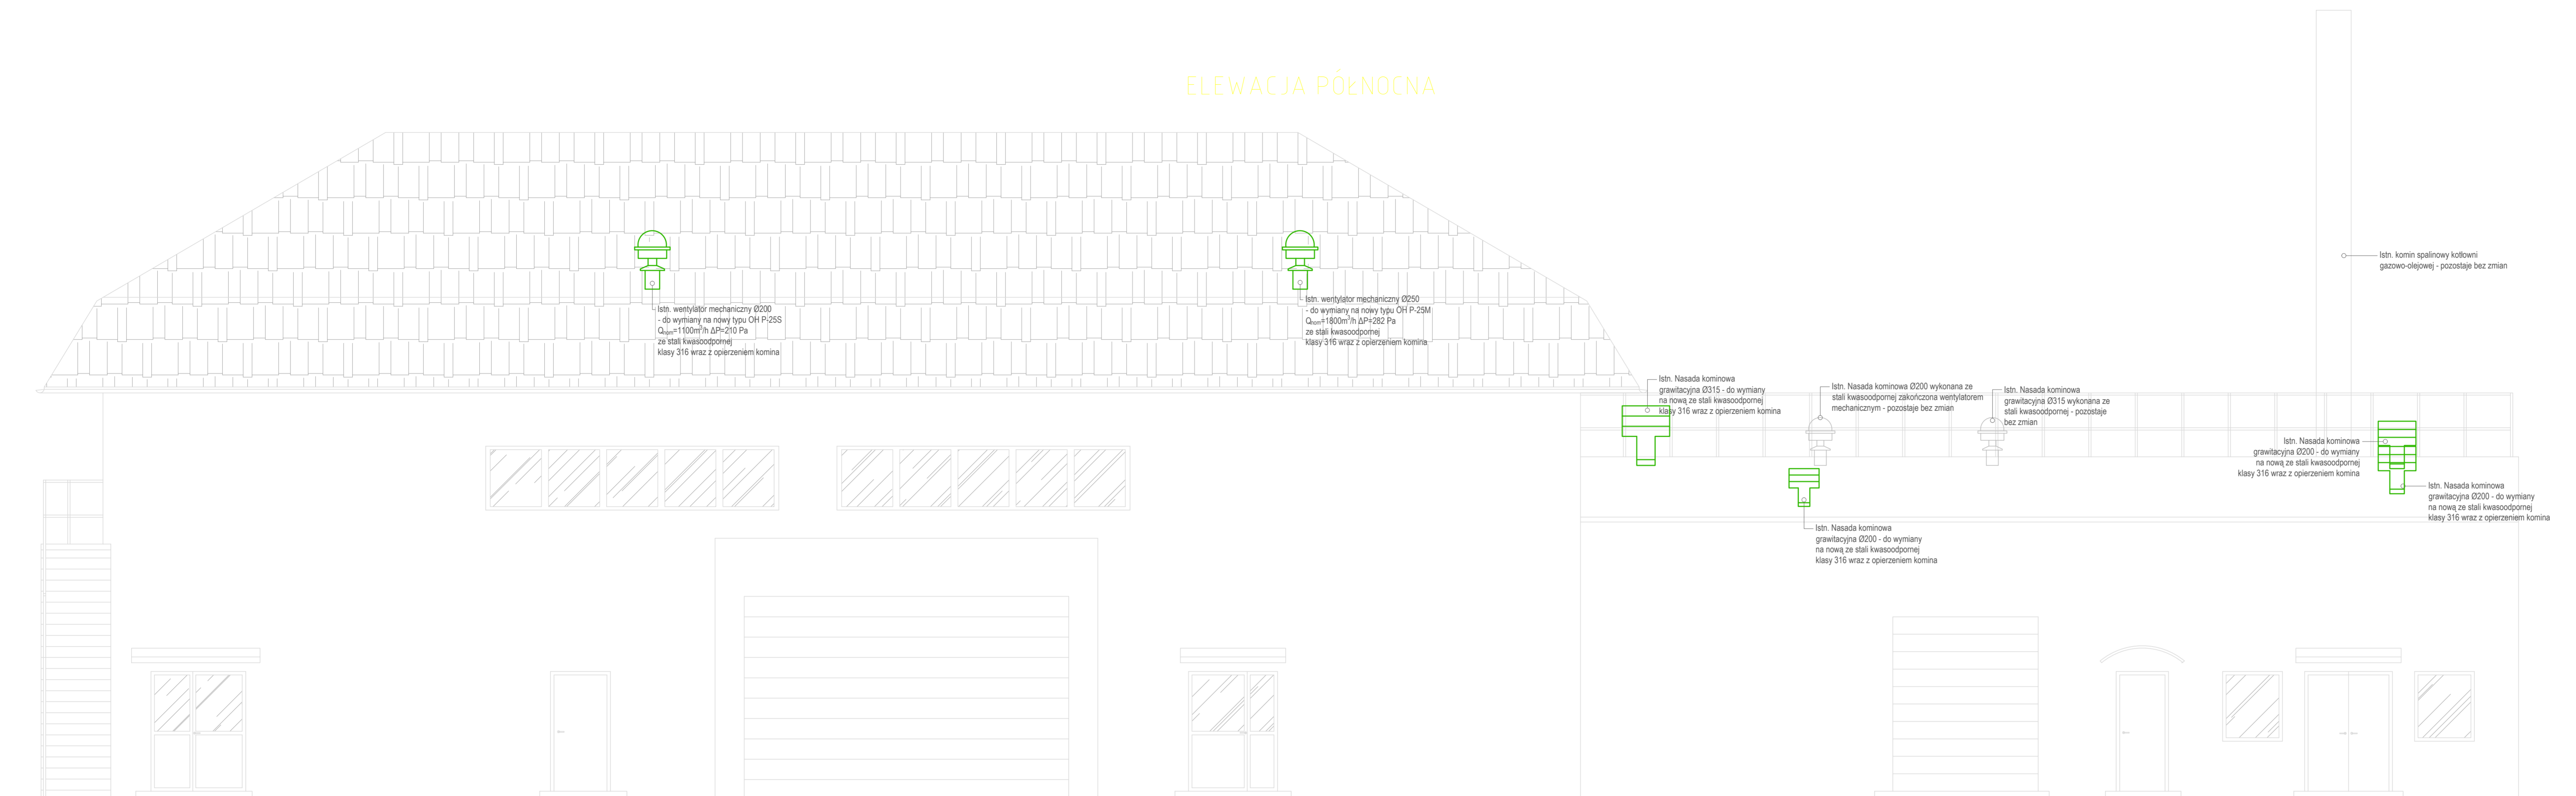 ELEWACJA PÓŁNOCNA
Istn. komin spalinowy kotłowni
gazowo-olejowej - pozostaje bez zmian
Istn. wentylator mechaniczny Ø200
- do wymiany na nowy typu OH P-25S
Qnom=1100m³/h ΔP=210 Pa
ze stali kwasoodpornej
klasy 316 wraz z opierzeniem komina
Istn. wentylator mechaniczny Ø250
- do wymiany na nowy typu OH P-25M
Qnom=1800m³/h ΔP=282 Pa
ze stali kwasoodpornej
klasy 316 wraz z opierzeniem komina
Istn. Nasada kominowa
grawitacyjna Ø315 - do wymiany
na nową ze stali kwasoodpornej
klasy 316 wraz z opierzeniem komina
Istn. Nasada kominowa Ø200 wykonana ze
stali kwasoodpornej zakończona wentylatorem
mechanicznym - pozostaje bez zmian
Istn. Nasada kominowa
grawitacyjna Ø315 wykonana ze
stali kwasoodpornej - pozostaje
bez zmian
Istn. Nasada kominowa
grawitacyjna Ø200 - do wymiany
na nową ze stali kwasoodpornej
klasy 316 wraz z opierzeniem komina
Istn. Nasada kominowa
grawitacyjna Ø200 - do wymiany
na nową ze stali kwasoodpornej
klasy 316 wraz z opierzeniem komina
Istn. Nasada kominowa
grawitacyjna Ø200 - do wymiany
na nową ze stali kwasoodpornej
klasy 316 wraz z opierzeniem komina